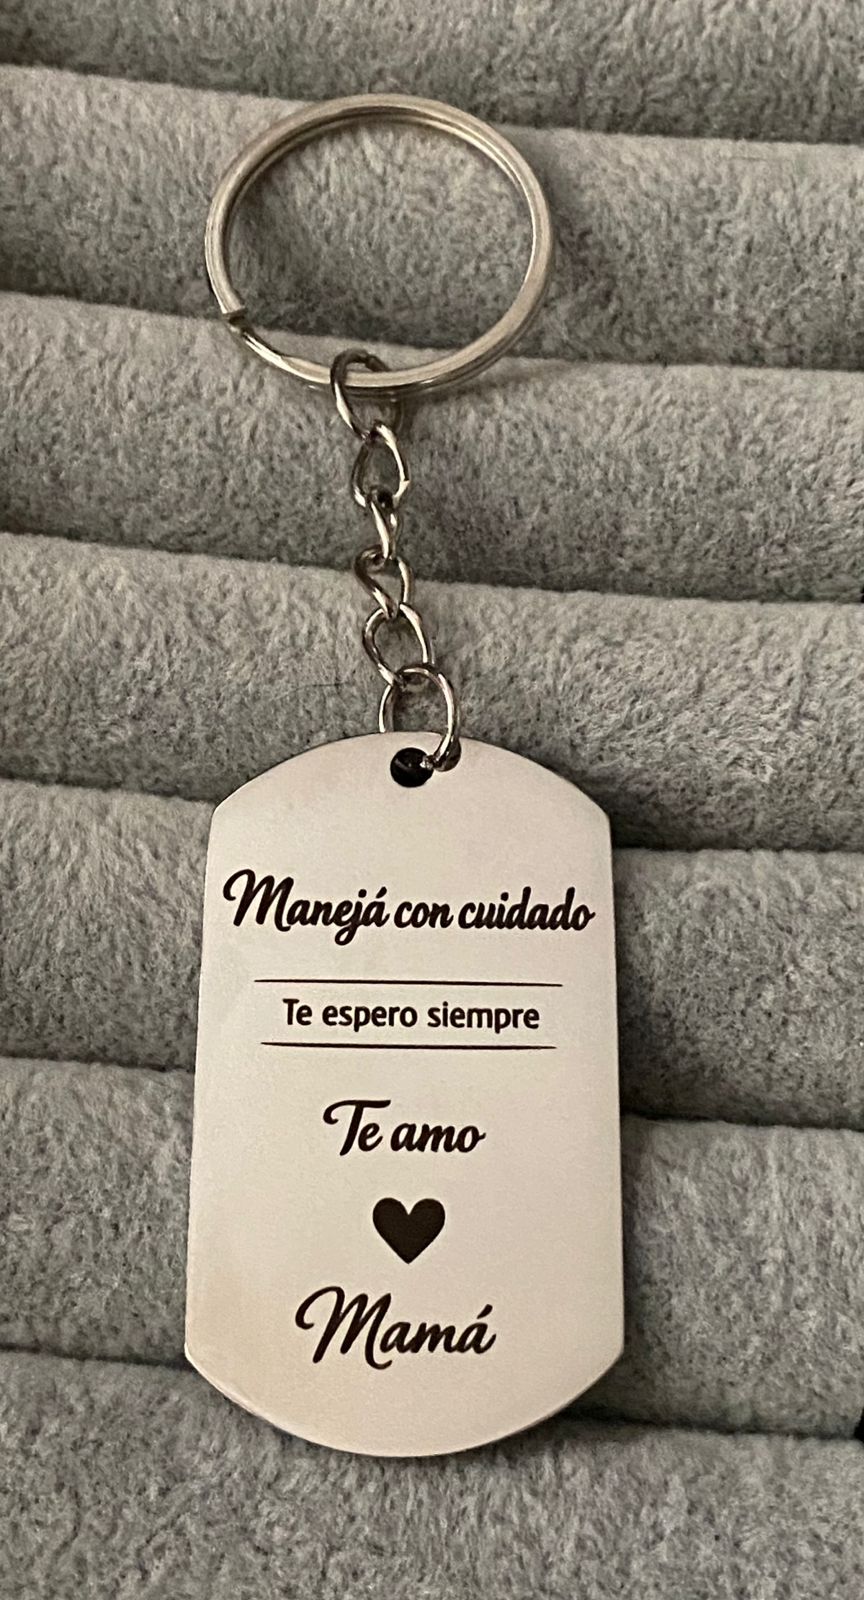 Manejá con cuidado
Te espero siempre
Te amo
Mamá